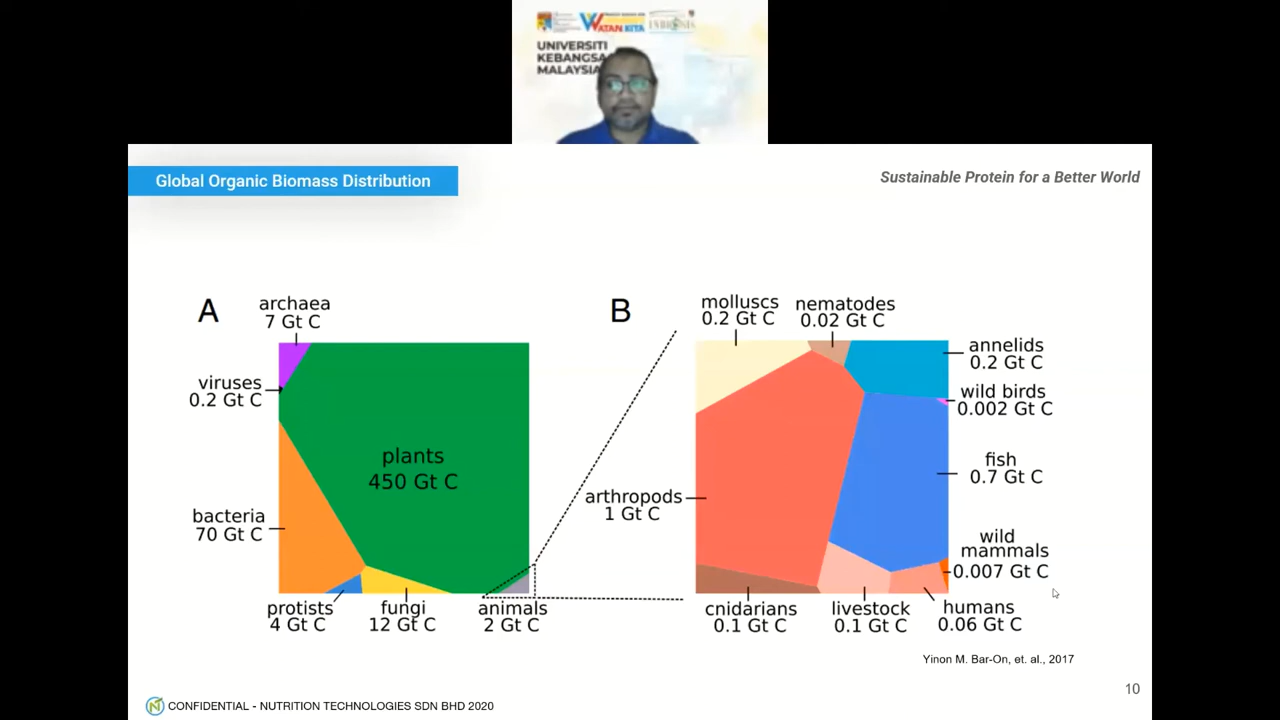 WATAN KITA
UNIVERSITI
KEBANGSA
MALAYSIA
Global Organic Biomass Distribution
Sustainable Protein for a Better World
A
archaea
7 Gt C
viruses
0.2 Gt C
plants
450 Gt C
bacteria
70 Gt C
protists
4 Gt C
fungi
12 Gt C
animals
2 Gt C
B
molluscs
0.2 Gt C
nematodes
0.02 Gt C
annelids
0.2 Gt C
wild birds
0.002 Gt C
fish
0.7 Gt C
arthropods
1 Gt C
wild
mammals
0.007 Gt C
cnidarians
0.1 Gt C
livestock
0.1 Gt C
humans
0.06 Gt C
Yinon M. Bar-On, et. al., 2017
10
CONFIDENTIAL - NUTRITION TECHNOLOGIES SDN BHD 2020